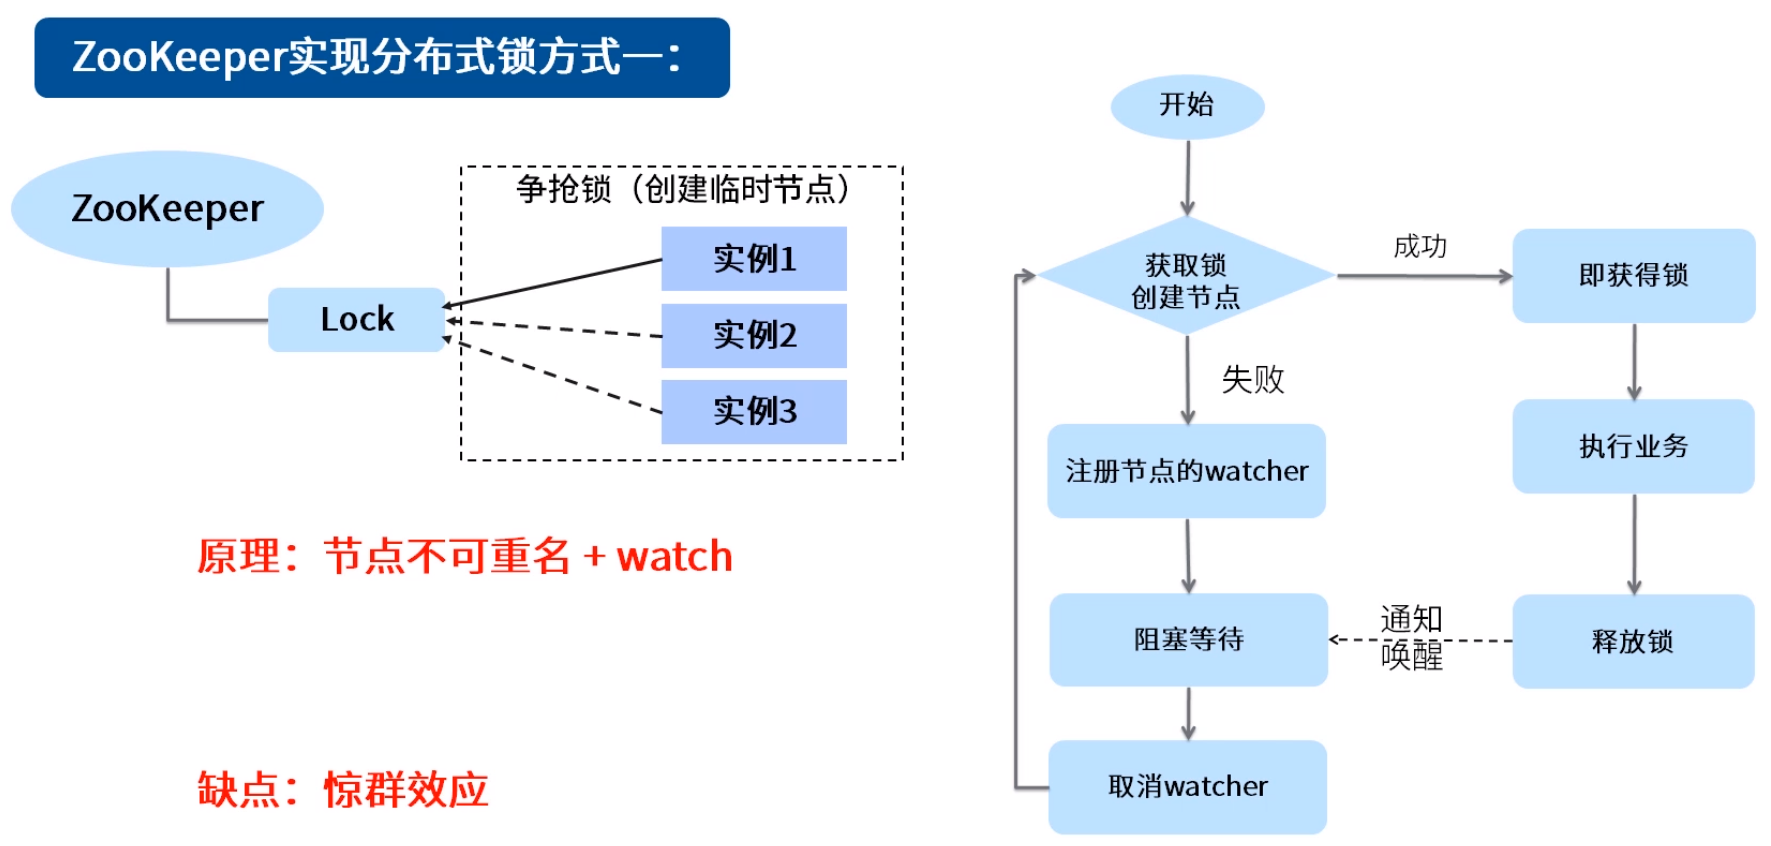 ZooKeeper实现分布式锁方式一：
ZooKeeper
Lock
争抢锁（创建临时节点）
实例1
实例2
实例3
原理：节点不可重名 + watch
缺点：惊群效应
开始
获取锁
创建节点
成功
即获得锁
失败
执行业务
注册节点的watcher
阻塞等待
通知
唤醒
释放锁
取消watcher